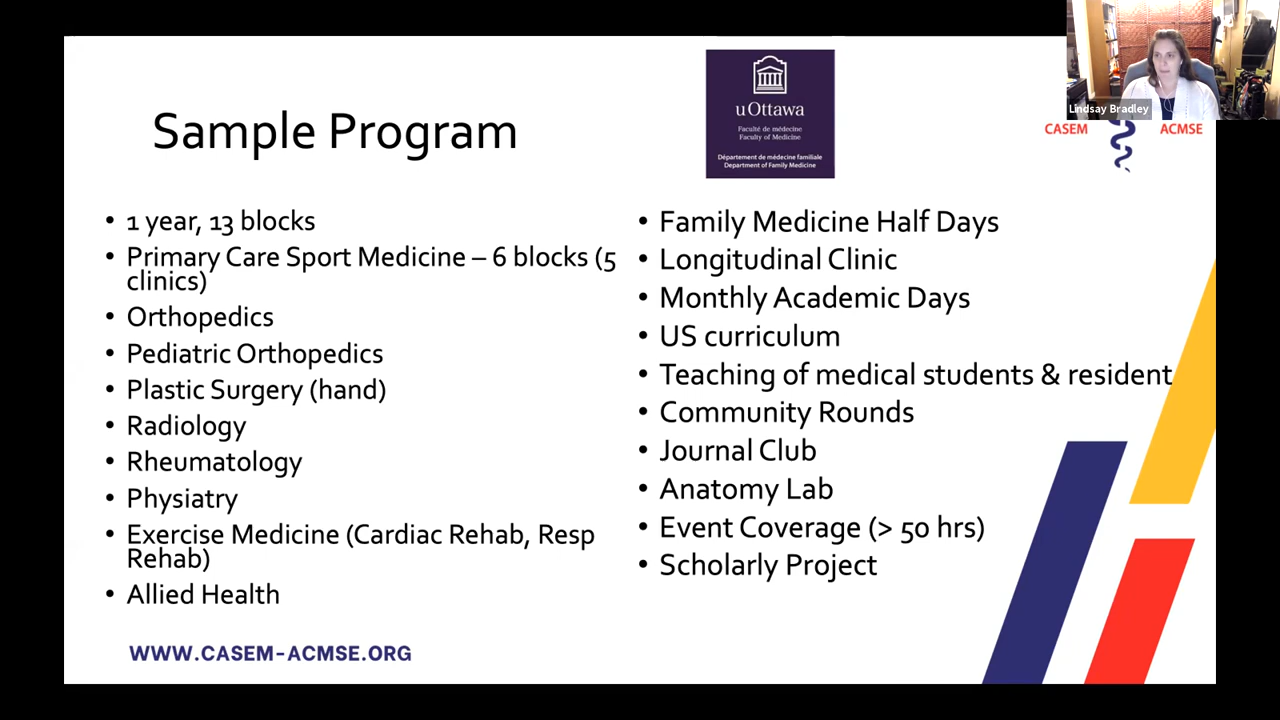 Lindsay Bradley
uOttawa
Faculté de médecine
Faculty of Medicine
Département de médecine familiale
Department of Family Medicine
CASEM ACMSE
Sample Program
• 1 year, 13 blocks
• Primary Care Sport Medicine – 6 blocks (5
clinics)
• Orthopedics
• Pediatric Orthopedics
• Plastic Surgery (hand)
• Radiology
• Rheumatology
• Physiatry
• Exercise Medicine (Cardiac Rehab, Resp
Rehab)
• Allied Health
• Family Medicine Half Days
• Longitudinal Clinic
• Monthly Academic Days
• US curriculum
• Teaching of medical students & resident
• Community Rounds
• Journal Club
• Anatomy Lab
• Event Coverage (> 50 hrs)
• Scholarly Project
WWW.CASEM-ACMSE.ORG